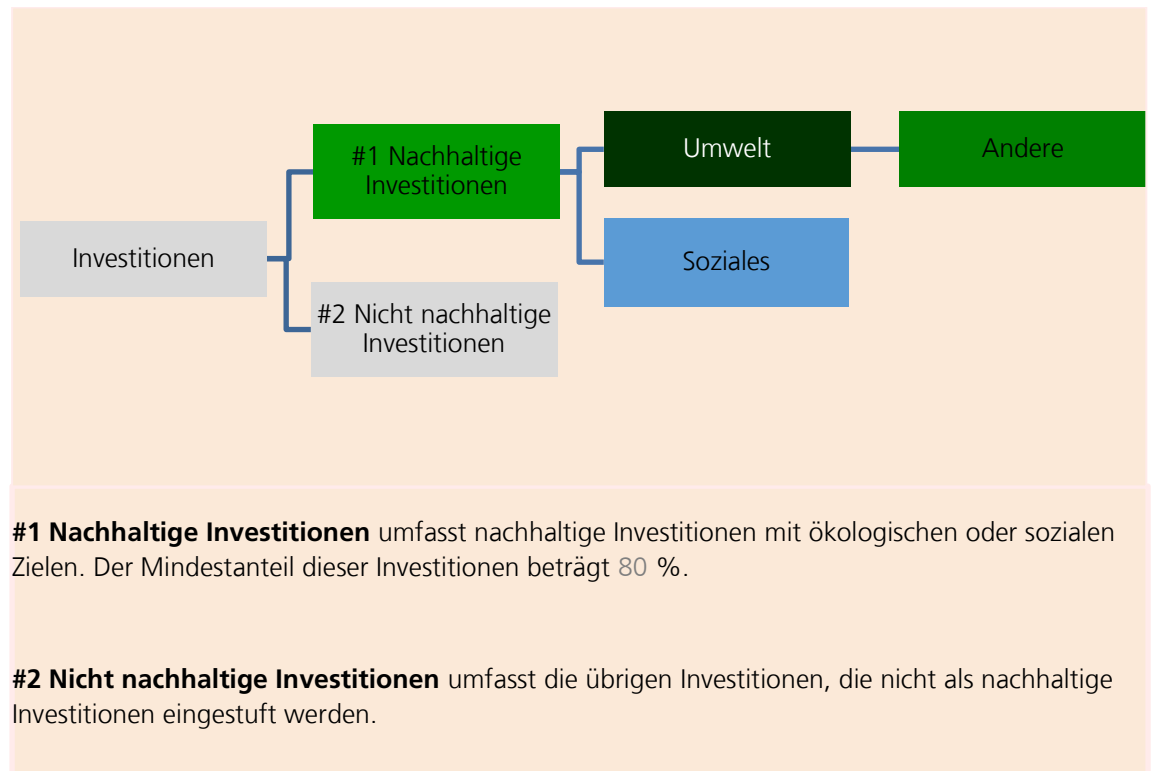 #1 Nachhaltige
Investitionen
Umwelt
Andere
Investitionen
Soziales
#2 Nicht nachhaltige
Investitionen
#1 Nachhaltige Investitionen umfasst nachhaltige Investitionen mit ökologischen oder sozialen
Zielen. Der Mindestanteil dieser Investitionen beträgt 80 %.
#2 Nicht nachhaltige Investitionen umfasst die übrigen Investitionen, die nicht als nachhaltige
Investitionen eingestuft werden.